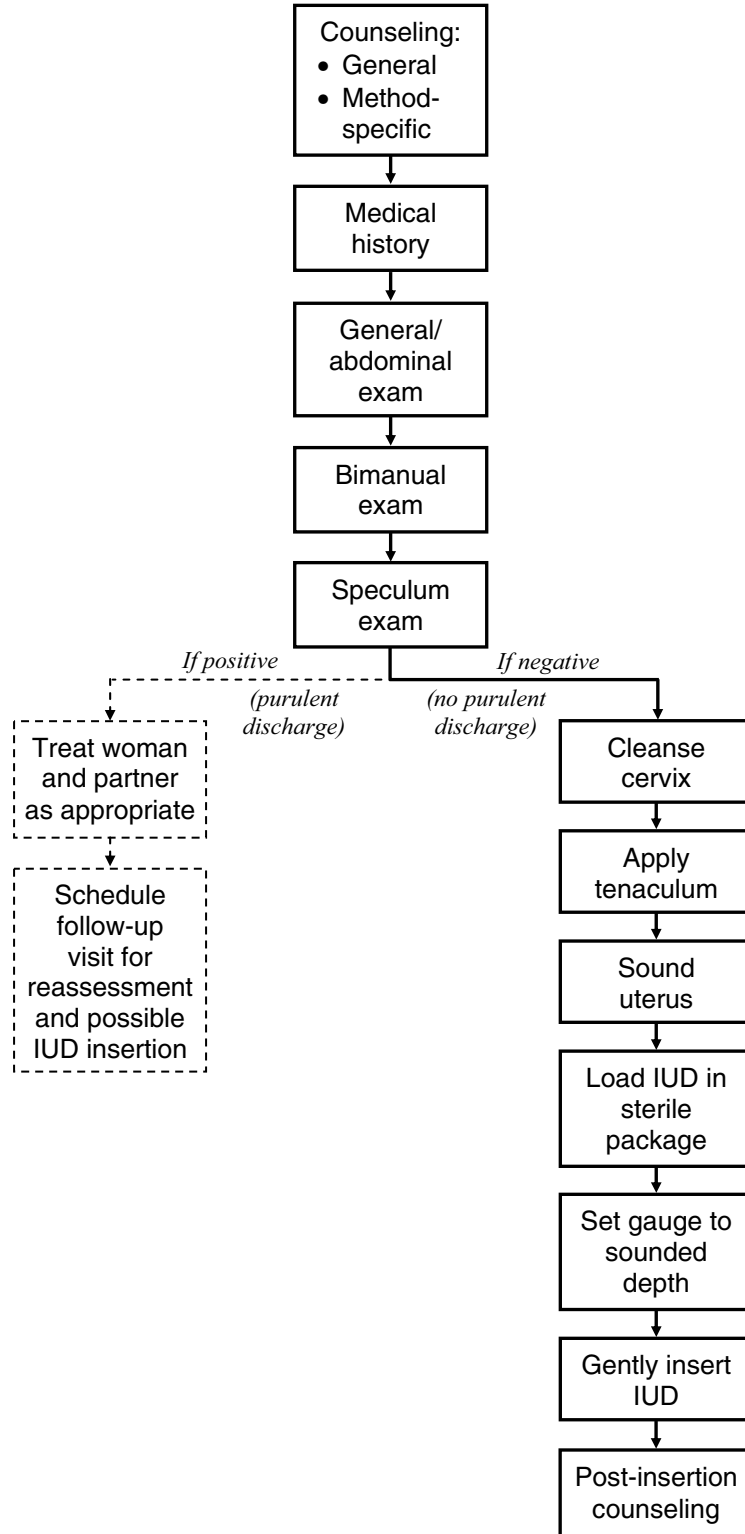 Counseling:
• General
• Method-
specific
Medical
history
General/
abdominal
exam
Bimanual
exam
Speculum
exam
If positive
(purulent
discharge)
If negative
(no purulent
discharge)
Treat woman
and partner
as appropriate
Schedule
follow-up
visit for
reassessment
and possible
IUD insertion
Cleanse
cervix
Apply
tenaculum
Sound
uterus
Load IUD in
sterile
package
Set gauge to
sounded
depth
Gently insert
IUD
Post-insertion
counseling